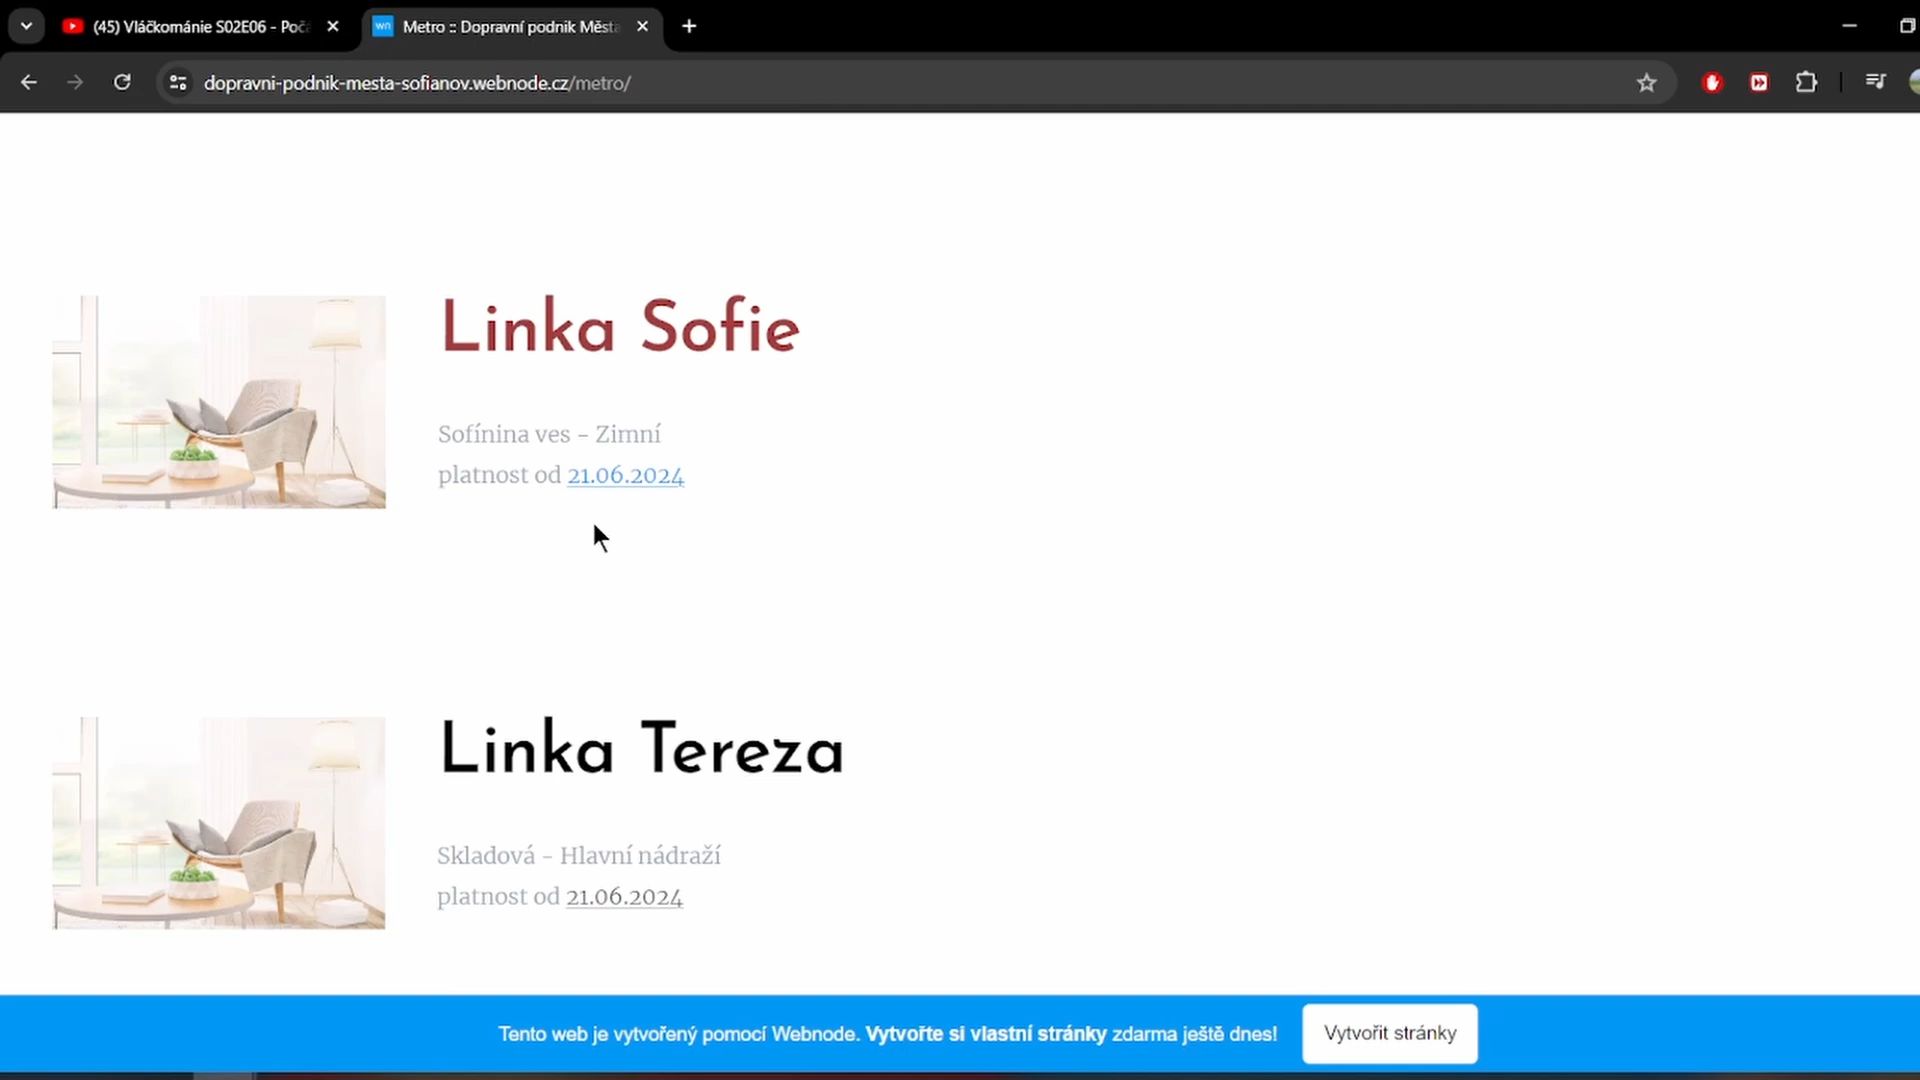 (45) Vláčkománie S02E06 - Poč
Metro :: Dopravní podnik Města
dopravni-podnik-mesta-sofianov.webnode.cz/metro/
Linka Sofie
Sofínina ves - Zimní
platnost od 21.06.2024
Linka Tereza
Skladová - Hlavní nádraží
platnost od 21.06.2024
Tento web je vytvořený pomocí Webnode. Vytvořte si vlastní stránky zdarma ještě dnes!
Vytvořit stránky